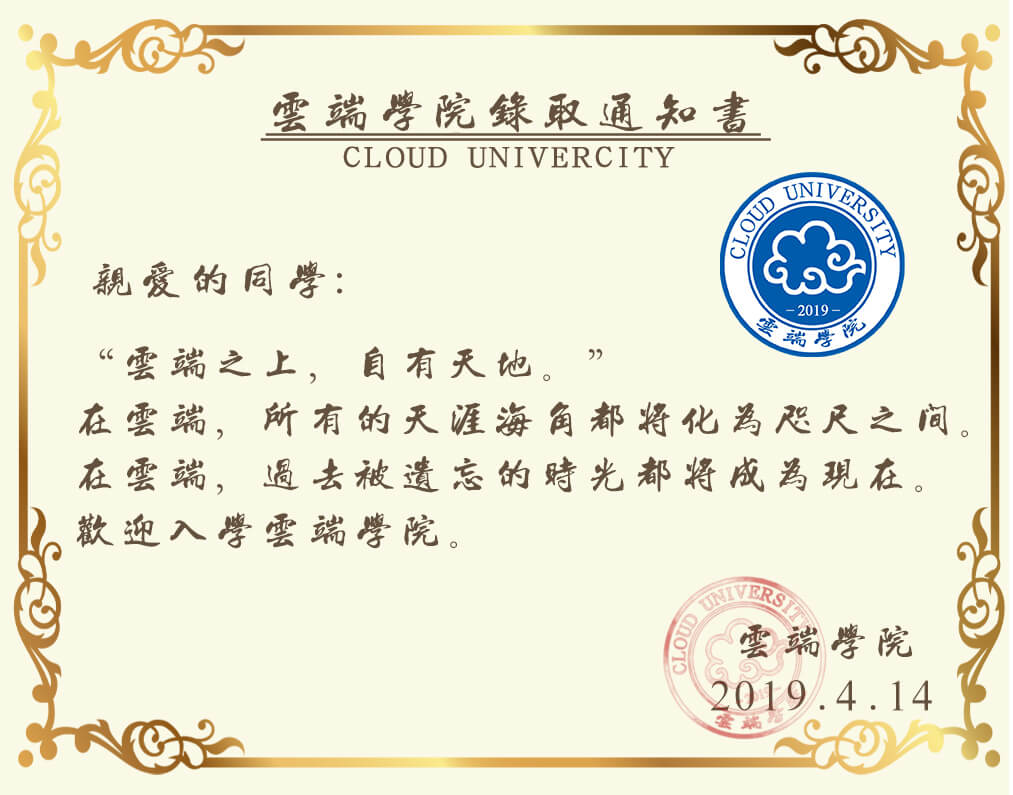 雲端學院錄取通知書
CLOUD UNIVERCITY
CLOUD UNIVERSITY
-2019-
雲端學院
親愛的同學：
“雲端之上，自有天地。”
在雲端，所有的天涯海角都將化為咫尺之间。
在雲端，過去被遺忘的時光都將成為現在。
歡迎入學雲端學院。
CLOUD UNIVERSITY
雲端學院
2019.4.14
雲端學